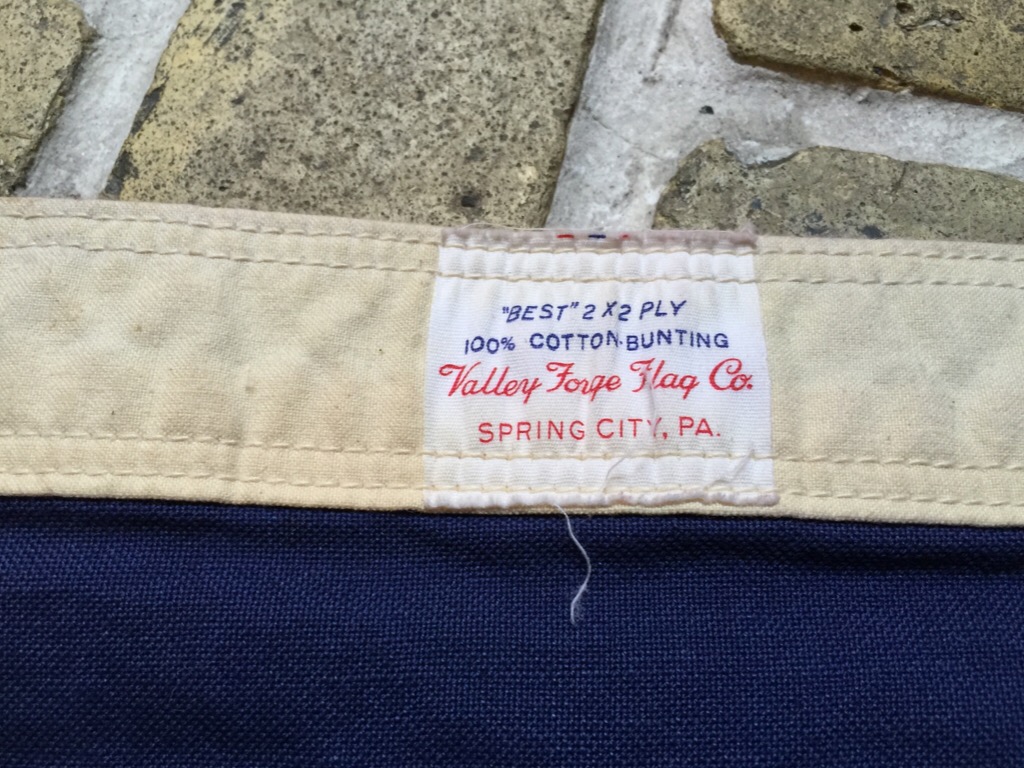 "BEST" 2 X 2 PLY
100% COTTON BUNTING
Valley Forge Flag Co.
SPRING CITY, PA.